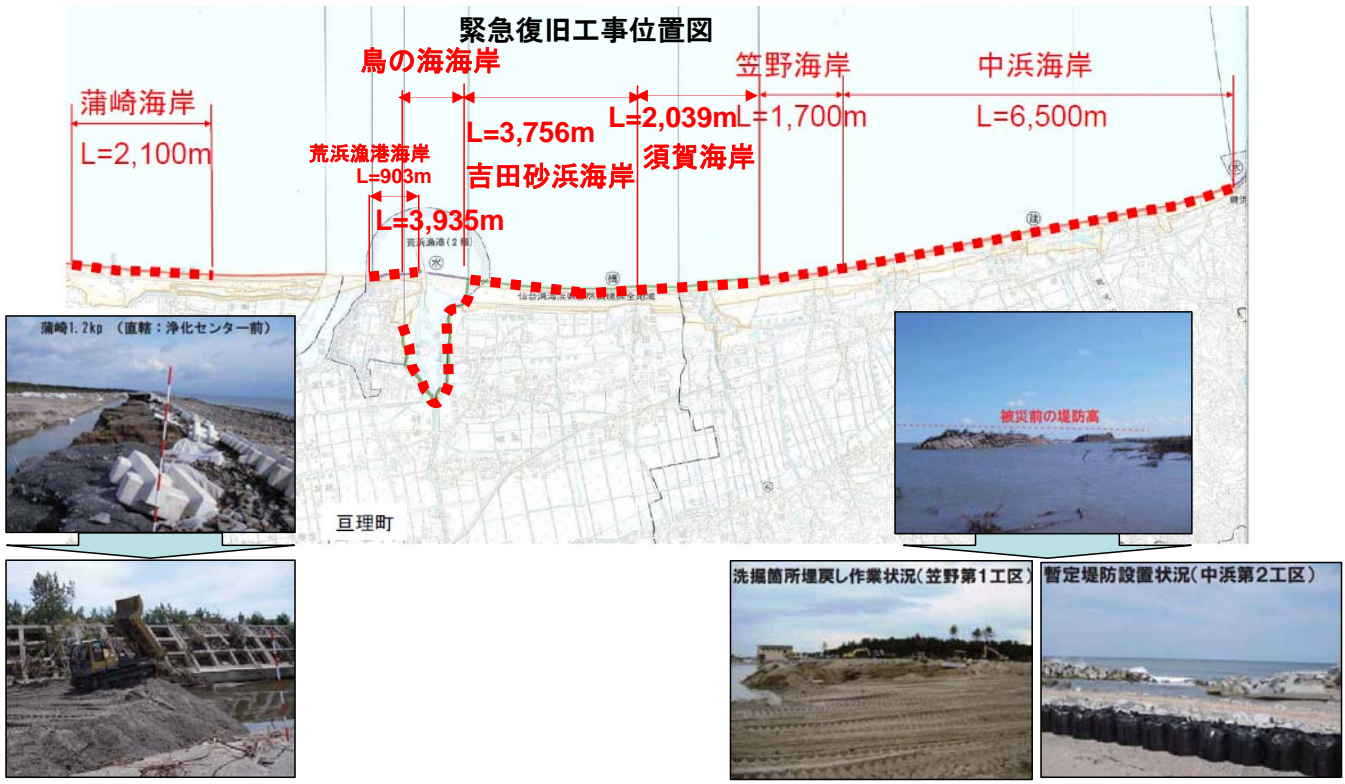 緊急復旧工事位置図
鳥の海海岸
笠野海岸
中浜海岸
蒲崎海岸
L=2,100m
荒浜漁港海岸
L=903m
L=3,935m
L=3,756m
吉田砂浜海岸
L=2,039m
須賀海岸
L=1,700m
L=6,500m
荒浜漁港(2種)
水
水
建
亘理町
蒲崎1.2kp (直轄:浄化センター前)
被災前の堤防高
洗掘箇所埋戻し作業状況(笠野第1工区)
暫定堤防設置状況(中浜第2工区)